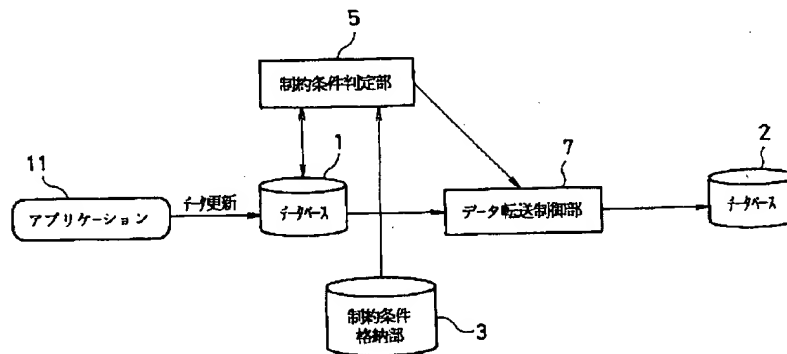 5
制約条件判定部
1
7
2
11
アプリケーション
データ更新
データベース
データ転送制御部
データベース
制約条件
格納部
3